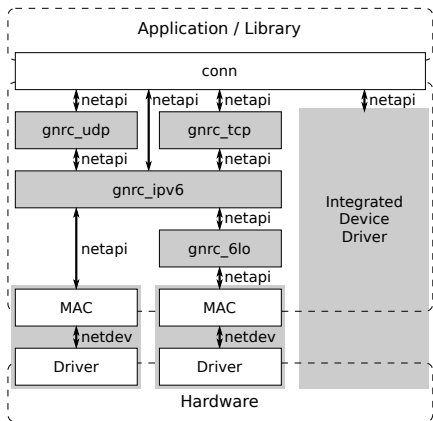 Application / Library
conn
netapi netapi netapi netapi
gnrc_udp gnrc_tcp
netapi netapi
gnrc_ipv6
netapi
netapi
gnrc_6lo
netapi
MAC MAC
netdev netdev
Driver Driver
Integrated
Device
Driver
Hardware